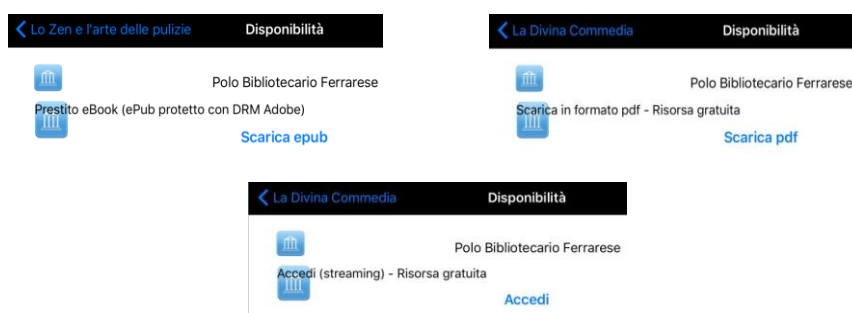 Lo Zen e l'arte delle pulizie Disponibilità
Polo Bibliotecario Ferrarese
Prestito eBook (ePub protetto con DRM Adobe)
Scarica epub
La Divina Commedia Disponibilità
Polo Bibliotecario Ferrarese
Scarica in formato pdf - Risorsa gratuita
Scarica pdf
La Divina Commedia Disponibilità
Polo Bibliotecario Ferrarese
Accedi (streaming) - Risorsa gratuita
Accedi